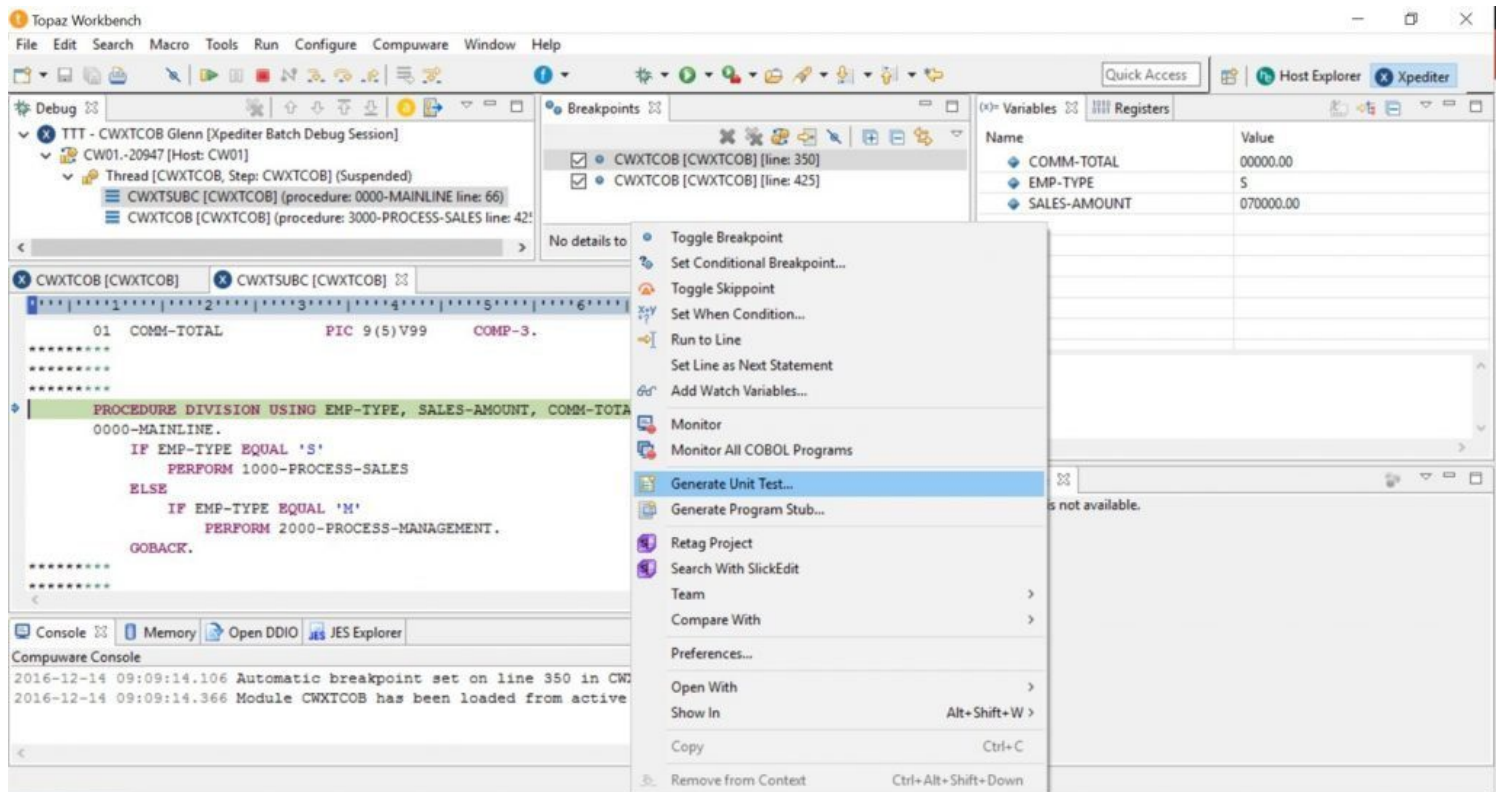 Topaz Workbench
File Edit Search Macro Tools Run Configure Compuware Window Help
Quick Access
Host Explorer
Xpediter
Debug
TTT - CWXTCOB Glenn [Xpediter Batch Debug Session]
CW01.-20947 [Host: CW01]
Thread [CWXTCOB, Step: CWXTCOB] (Suspended)
CWXTSUBC [CWXTCOB] (procedure: 0000-MAINLINE line: 66)
CWXTCOB [CWXTCOB] (procedure: 3000-PROCESS-SALES line: 425
Breakpoints
CWXTCOB [CWXTCOB] [line: 350]
CWXTCOB [CWXTCOB] [line: 425]
No details to
(x)= Variables
Registers
Name Value
COMM-TOTAL 00000.00
EMP-TYPE S
SALES-AMOUNT 070000.00
CWXTCOB [CWXTCOB]
CWXTSUBC [CWXTCOB]
1 2 3 4 5 6
01 COMM-TOTAL PIC 9(5)V99 COMP-3.
*********
*********
*********
PROCEDURE DIVISION USING EMP-TYPE, SALES-AMOUNT, COMM-TOTA
0000-MAINLINE.
IF EMP-TYPE EQUAL 'S'
PERFORM 1000-PROCESS-SALES
ELSE
IF EMP-TYPE EQUAL 'M'
PERFORM 2000-PROCESS-MANAGEMENT.
GOBACK.
*********
*********
Toggle Breakpoint
Set Conditional Breakpoint...
Toggle Skippoint
Set When Condition...
Run to Line
Set Line as Next Statement
Add Watch Variables...
Monitor
Monitor All COBOL Programs
Generate Unit Test...
Generate Program Stub...
Retag Project
Search With SlickEdit
Team
Compare With
Preferences...
Open With
Show In Alt+Shift+W
Copy Ctrl+C
Remove from Context Ctrl+Alt+Shift+Down
is not available.
Console
Memory
Open DDIO
JES Explorer
Compuware Console
2016-12-14 09:09:14.106 Automatic breakpoint set on line 350 in CWX
2016-12-14 09:09:14.366 Module CWXTCOB has been loaded from active